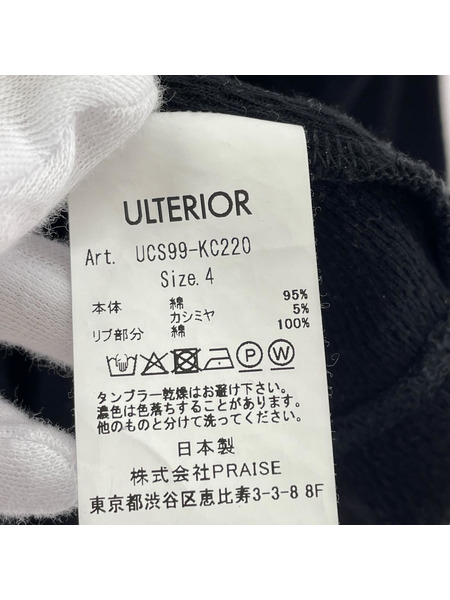 ULTERIOR
Art. UCS99-KC220
Size. 4
本体 綿 95%
カシミヤ 5%
リブ部分 綿 100%
P W
タンブラー乾燥はお避け下さい。
濃色は色落ちすることがあります。
他のものと分けて洗ってください。
日本製
株式会社PRAISE
東京都渋谷区恵比寿3-3-8 8F